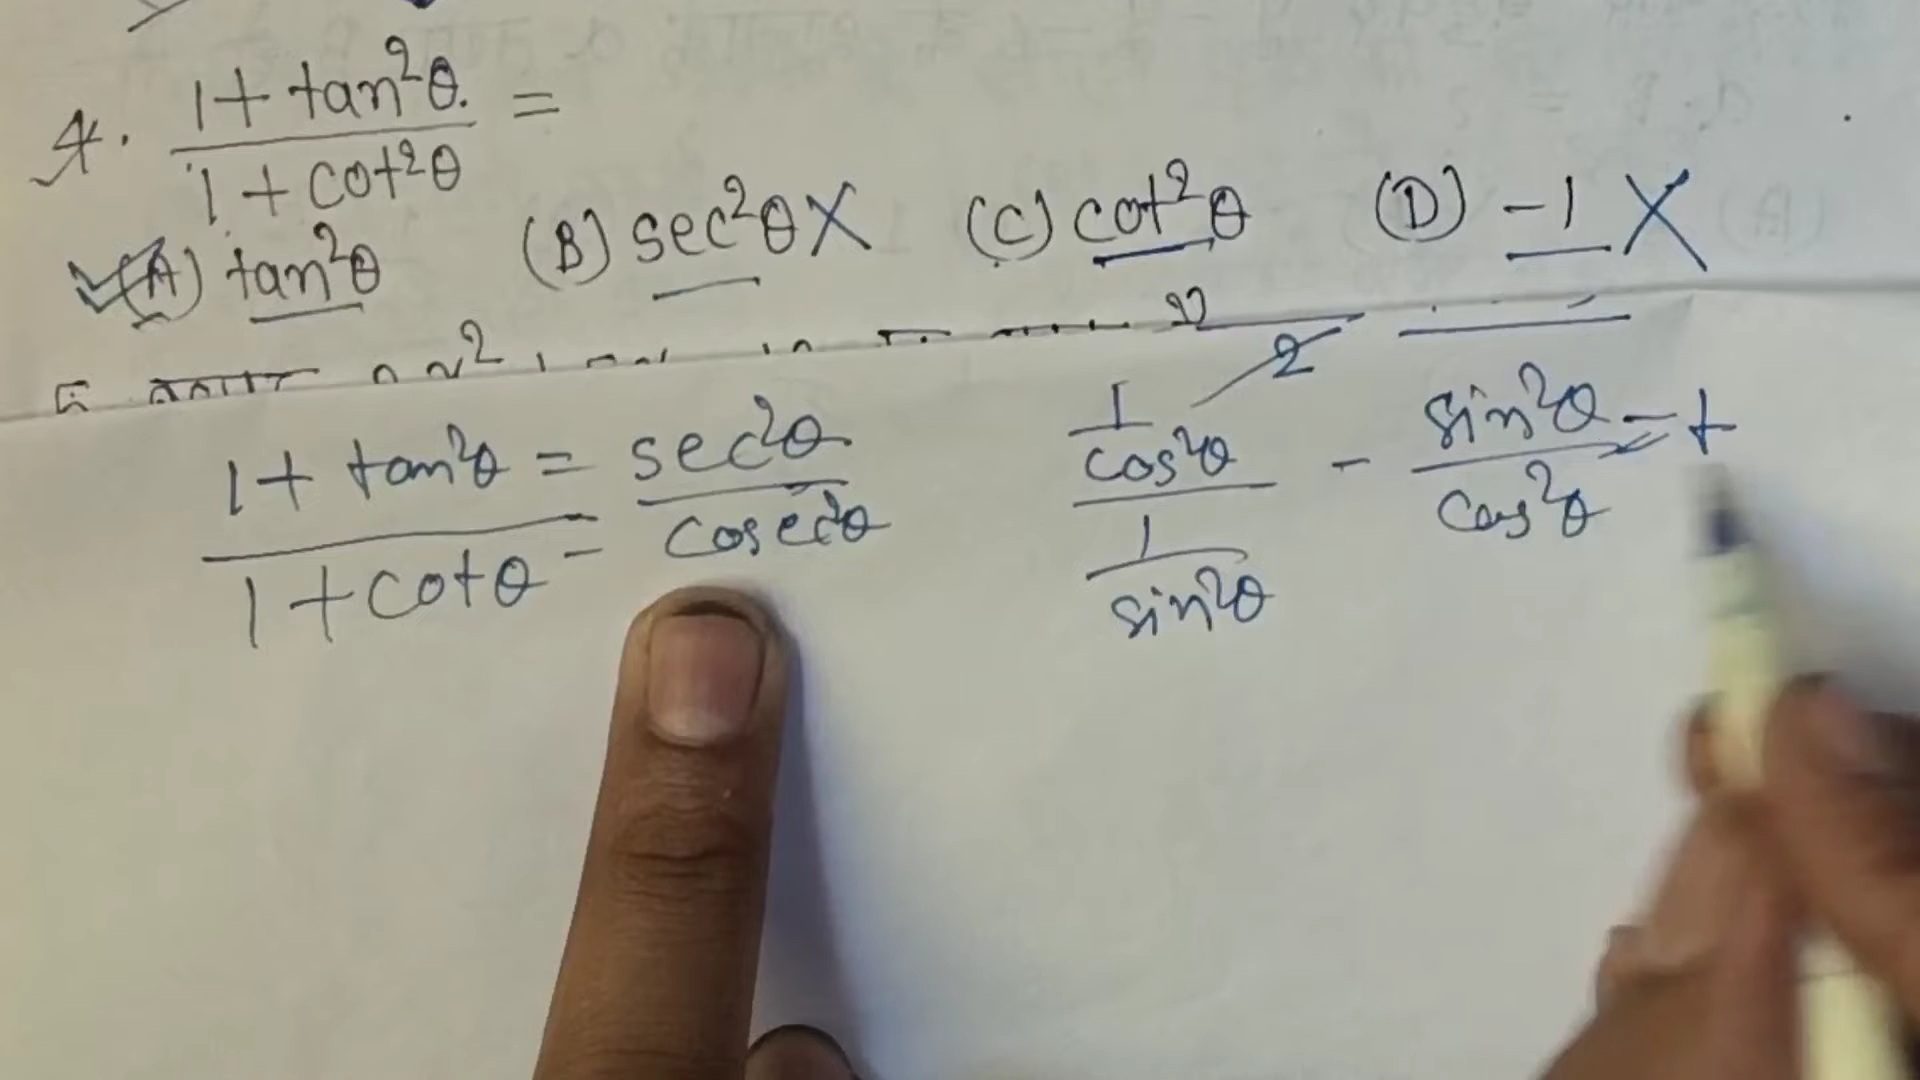 4. 1 + tan²θ. =
1 + cot²θ
(A) tan²θ (B) sec²θ X (C) cot²θ (D) -1 X
2
1 + tan²θ = sec²θ
1 + cotθ = cosec²θ
1
cos²θ
1
sin²θ
- sin²θ = t
cos²θ